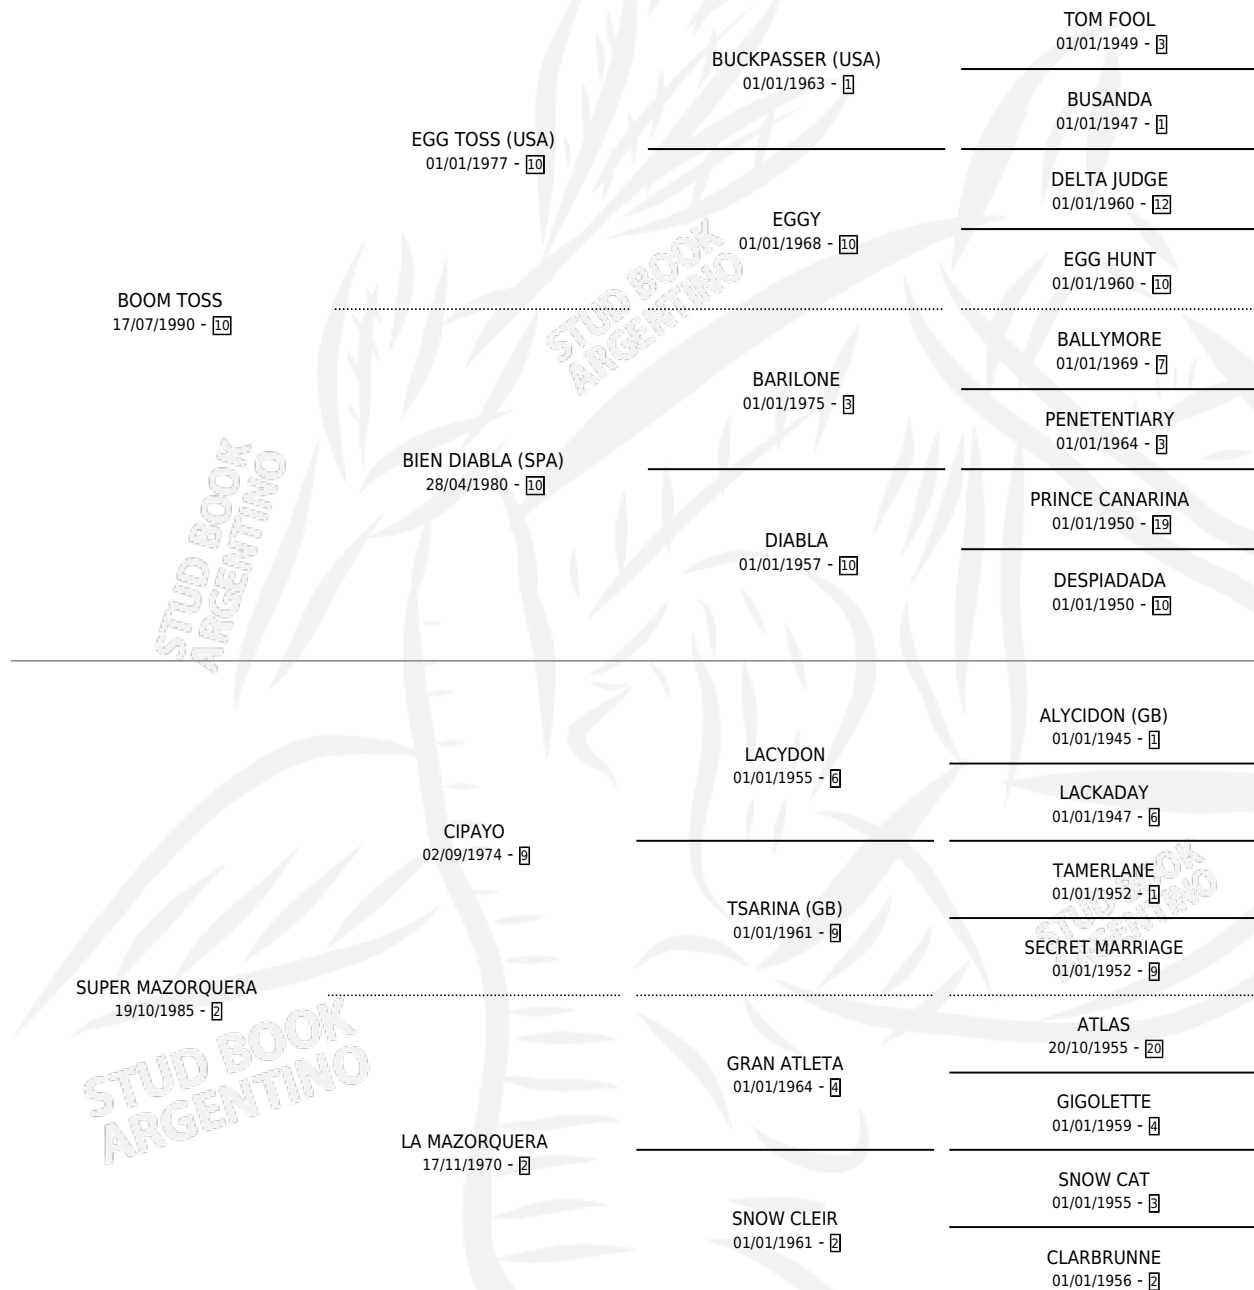 TOM FOOL
01/01/1949 - 3
BUCKPASSER (USA)
01/01/1963 - 1
BUSANDA
01/01/1947 - 1
EGG TOSS (USA)
01/01/1977 - 10
DELTA JUDGE
01/01/1960 - 12
EGGY
01/01/1968 - 10
EGG HUNT
01/01/1960 - 10
BOOM TOSS
17/07/1990 - 10
STUD BOOK
ARGENTINO
BALLYMORE
01/01/1969 - 7
BARILONE
01/01/1975 - 3
PENETENTIARY
01/01/1964 - 3
BIEN DIABLA (SPA)
28/04/1980 - 10
PRINCE CANARINA
01/01/1950 - 19
DIABLA
01/01/1957 - 10
DESPIADADA
01/01/1950 - 10
STUD BOOK
ARGENTINO
ALYCIDON (GB)
01/01/1945 - 1
LACYDON
01/01/1955 - 6
LACKADAY
01/01/1947 - 6
CIPAYO
02/09/1974 - 9
TAMERLANE
01/01/1952 - 1
TSARINA (GB)
01/01/1961 - 9
SECRET MARRIAGE
01/01/1952 - 9
STUD BOOK
ARGENTINO
SUPER MAZORQUERA
19/10/1985 - 2
ATLAS
20/10/1955 - 20
GRAN ATLETA
01/01/1964 - 4
GIGOLETTE
01/01/1959 - 4
STUD BOOK
ARGENTINO
LA MAZORQUERA
17/11/1970 - 2
SNOW CAT
01/01/1955 - 3
SNOW CLEIR
01/01/1961 - 2
CLARBRUNNE
01/01/1956 - 2